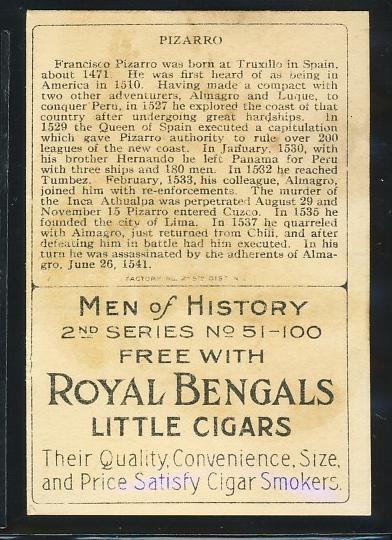 PIZARRO
Francisco Pizarro was born at Truxillo in Spain,
about 1471. He was first heard of as being in
America in 1510. Having made a compact with
two other adventurers, Almagro and Luque, to
conquer Peru, in 1527 he explored the coast of that
country after undergoing great hardships. In
1529 the Queen of Spain executed a capitulation
which gave Pizarro authority to rule over 200
leagues of the new coast. In January, 1530, with
his brother Hernando he left Panama for Peru
with three ships and 180 men. In 1532 he reached
Tumbez. February, 1533, his colleague, Almagro,
joined him with re-enforcements. The murder of
the Inca Athualpa was perpetrated August 29 and
November 15 Pizarro entered Cuzco. In 1535 he
founded the city of Lima. In 1537 he quarreled
with Almagro, just returned from Chili, and after
defeating him in battle had him executed. In his
turn he was assassinated by the adherents of Alma-
gro, June 26, 1541.
FACTORY NO.
MEN of HISTORY
2ND SERIES NO 51-100
FREE WITH
ROYAL BENGALS
LITTLE CIGARS
Their Quality, Convenience, Size,
and Price Satisfy Cigar Smokers.